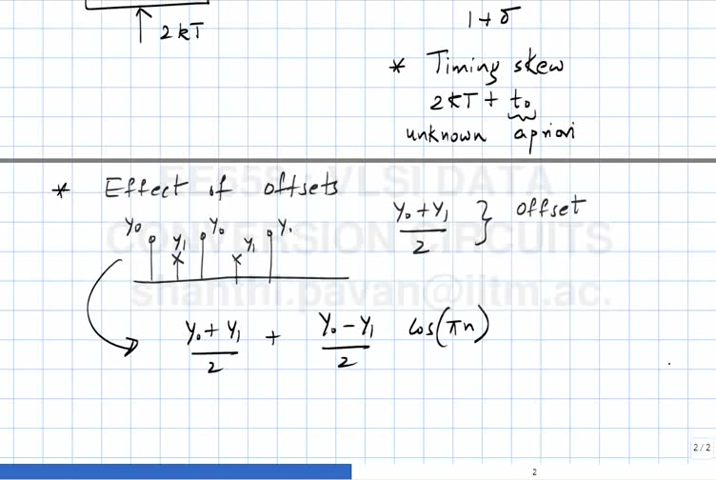 2kT
1+δ
* Timing skew
2kT + t₀
unknown apriori
EE658: VLSI DATA
CONVERSION CIRCUITS
shanthi.pavan@iitm.ac.
* Effect of offsets
y₀ y₁ y₀ y₁ y₀
(y₀+y₁)/2 } offset
(y₀+y₁)/2 + (y₀-y₁)/2 cos(πn)
2/2
2